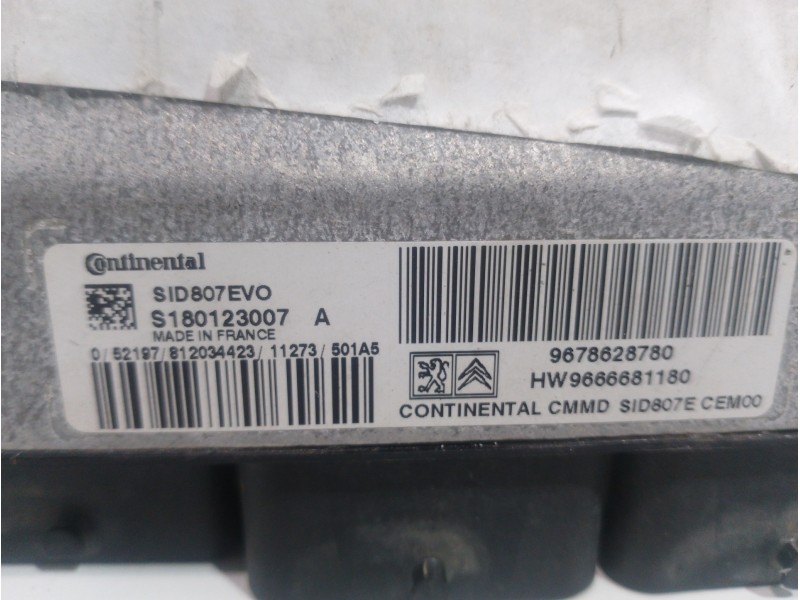 Continental
SID807EVO
S180123007 A
MADE IN FRANCE
0/52197/812034423/11273/501A5
9678628780
HW9666681180
CONTINENTAL CMMD SID807E CEM00